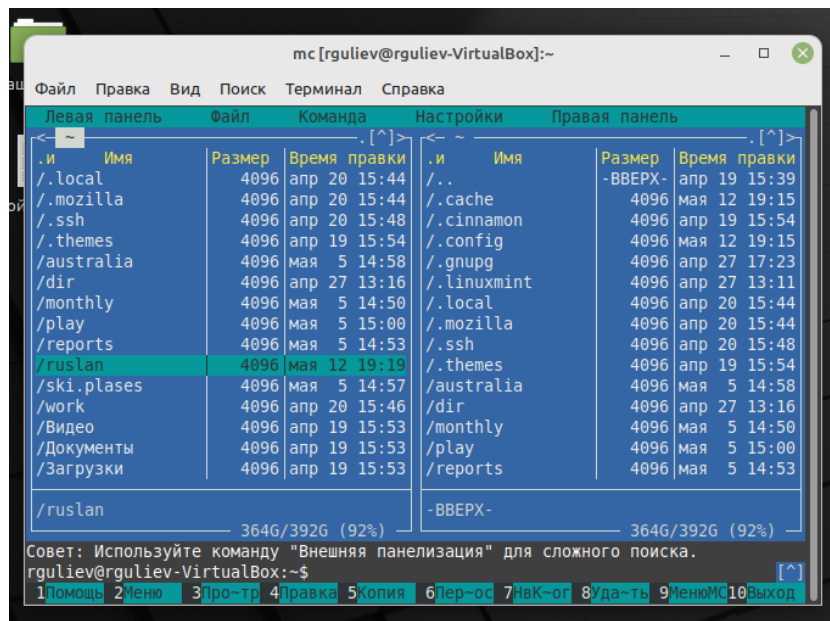 mc [rguliev@rguliev-VirtualBox]:~
Файл Правка Вид Поиск Терминал Справка
Левая панель Файл Команда Настройки Правая панель
<— ~ .[^]> <— ~ .[^]>
.и Имя Размер Время правки .и Имя Размер Время правки
/.local 4096 апр 20 15:44 /.. -ВВЕРХ- апр 19 15:39
/.mozilla 4096 апр 20 15:44 /.cache 4096 мая 12 19:15
/.ssh 4096 апр 20 15:48 /.cinnamon 4096 апр 19 15:54
/.themes 4096 апр 19 15:54 /.config 4096 мая 12 19:15
/australia 4096 мая 5 14:58 /.gnupg 4096 апр 27 17:23
/dir 4096 апр 27 13:16 /.linuxmint 4096 апр 27 13:11
/monthly 4096 мая 5 14:50 /.local 4096 апр 20 15:44
/play 4096 мая 5 15:00 /.mozilla 4096 апр 20 15:44
/reports 4096 мая 5 14:53 /.ssh 4096 апр 20 15:48
/ruslan 4096 мая 12 19:19 /.themes 4096 апр 19 15:54
/ski.plases 4096 мая 5 14:57 /australia 4096 мая 5 14:58
/work 4096 апр 20 15:46 /dir 4096 апр 27 13:16
/Видео 4096 апр 19 15:53 /monthly 4096 мая 5 14:50
/Документы 4096 апр 19 15:53 /play 4096 мая 5 15:00
/Загрузки 4096 апр 19 15:53 /reports 4096 мая 5 14:53
/ruslan -ВВЕРХ-
364G/392G (92%) 364G/392G (92%)
Совет: Используйте команду "Внешняя панелизация" для сложного поиска.
rguliev@rguliev-VirtualBox:~$ [^]
1Помощь 2Меню 3Про~тр 4Правка 5Копия 6Пер~ос 7НвК~ог 8Уда~ть 9МенюМС10Выход